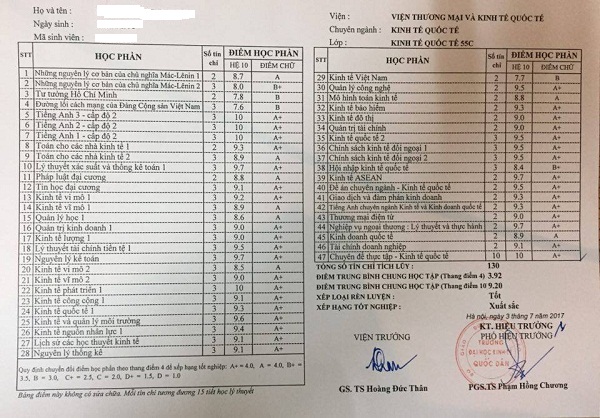 Họ và tên :
Ngày sinh :
Mã sinh viên :
STT HỌC PHẦN Số tín chỉ ĐIỂM HỌC PHẦN
HỆ 10 ĐIỂM CHỮ
1 Những nguyên lý cơ bản của chủ nghĩa Mác-Lênin 1 2 8.7 A
2 Những nguyên lý cơ bản của chủ nghĩa Mác-Lênin 2 3 8.0 B+
3 Tư tưởng Hồ Chí Minh 2 7.8 B
4 Đường lối cách mạng của Đảng Cộng sản Việt Nam 3 7.6 B
5 Tiếng Anh 3 - cấp độ 2 3 10 A+
6 Tiếng Anh 2 - cấp độ 2 3 10 A+
7 Tiếng Anh 1 - cấp độ 2 3 10 A+
8 Toán cho các nhà kinh tế 1 2 9.3 A+
9 Toán cho các nhà kinh tế 2 3 8.9 A
10 Lý thuyết xác suất và thống kê toán 1 3 9.7 A+
11 Pháp luật đại cương 2 8.8 A
12 Tin học đại cương 3 9.1 A+
13 Kinh tế vi mô 1 3 9.2 A+
14 Kinh tế vĩ mô 1 3 8.9 A
15 Quản lý học 1 3 8.6 A
16 Quản trị kinh doanh 1 3 9.0 A+
17 Kinh tế lượng 1 3 9.0 A+
18 Lý thuyết tài chính tiền tệ 1 3 9.5 A+
19 Nguyên lý kế toán 3 9.7 A+
20 Kinh tế vi mô 2 3 8.5 A
21 Kinh tế vĩ mô 2 3 9.0 A+
22 Kinh tế phát triển 1 3 10 A+
23 Kinh tế công cộng 1 3 9.1 A+
24 Kinh tế quốc tế 1 3 9.3 A+
25 Kinh tế và quản lý môi trường 3 9.4 A+
26 Kinh tế nguồn nhân lực 1 3 9.3 A+
27 Lịch sử các học thuyết kinh tế 3 9.1 A+
28 Nguyên lý thống kê 3 9.4 A+
Quy định chuyển đổi điểm học phần theo thang điểm 4 để xếp hạng tốt nghiệp: A+= 4.0, A = 4.0, B+=
3.5, B = 3.0, C+ = 2.5, C = 2.0, D+= 1.5, D = 1.0
Bảng điểm này không có sửa chữa. Mỗi tín chỉ tương đương 15 tiết học lý thuyết
Viện : VIỆN THƯƠNG MẠI VÀ KINH TẾ QUỐC TẾ
Chuyên ngành : KINH TẾ QUỐC TẾ
Lớp : KINH TẾ QUỐC TẾ 55C
STT HỌC PHẦN Số tín chỉ ĐIỂM HỌC PHẦN
HỆ 10 ĐIỂM CHỮ
29 Kinh tế Việt Nam 2 7.7 B
30 Quản lý công nghệ 2 9.5 A+
31 Mô hình toán kinh tế 2 8.8 A
32 Kinh tế bảo hiểm 2 9.3 A+
33 Kinh tế đô thị 2 9.0 A+
34 Quản trị tài chính 2 9.0 A+
35 Kinh tế quốc tế 2 2 9.5 A+
36 Chính sách kinh tế đối ngoại 1 3 9.5 A+
37 Chính sách kinh tế đối ngoại 2 3 9.5 A+
38 Hội nhập kinh tế quốc tế 3 8.4 B+
39 Kinh tế ASEAN 2 9.7 A+
40 Đề án chuyên ngành - Kinh tế quốc tế 2 9.5 A+
41 Giao dịch và đàm phán kinh doanh 2 9.3 A+
42 Tiếng Anh chuyên ngành Kinh tế và Kinh doanh quốc tế 2 9.5 A+
43 Thương mại điện tử 2 9.0 A+
44 Nghiệp vụ ngoại thương : Lý thuyết và thực hành 2 9.7 A+
45 Kinh doanh quốc tế 2 8.9 A
46 Tài chính doanh nghiệp 2 9.1 A+
47 Chuyên đề thực tập - Kinh tế quốc tế 10 10 A+
TỔNG SỐ TÍN CHỈ TÍCH LŨY : 130
ĐIỂM TRUNG BÌNH CHUNG HỌC TẬP (Thang điểm 4) 3.92
ĐIỂM TRUNG BÌNH CHUNG HỌC TẬP (Thang điểm 10) 9.20
XẾP LOẠI RÈN LUYỆN : Tốt
XẾP HẠNG TỐT NGHIỆP : Xuất sắc
Hà nội, ngày 3 tháng 7 năm 2017
VIỆN TRƯỞNG
KT. HIỆU TRƯỞNG
PHÓ HIỆU TRƯỞNG
TRƯỜNG
ĐẠI HỌC KINH TẾ
QUỐC DÂN
GS. TS Hoàng Đức Thân
PGS.TS Phạm Hồng Chương